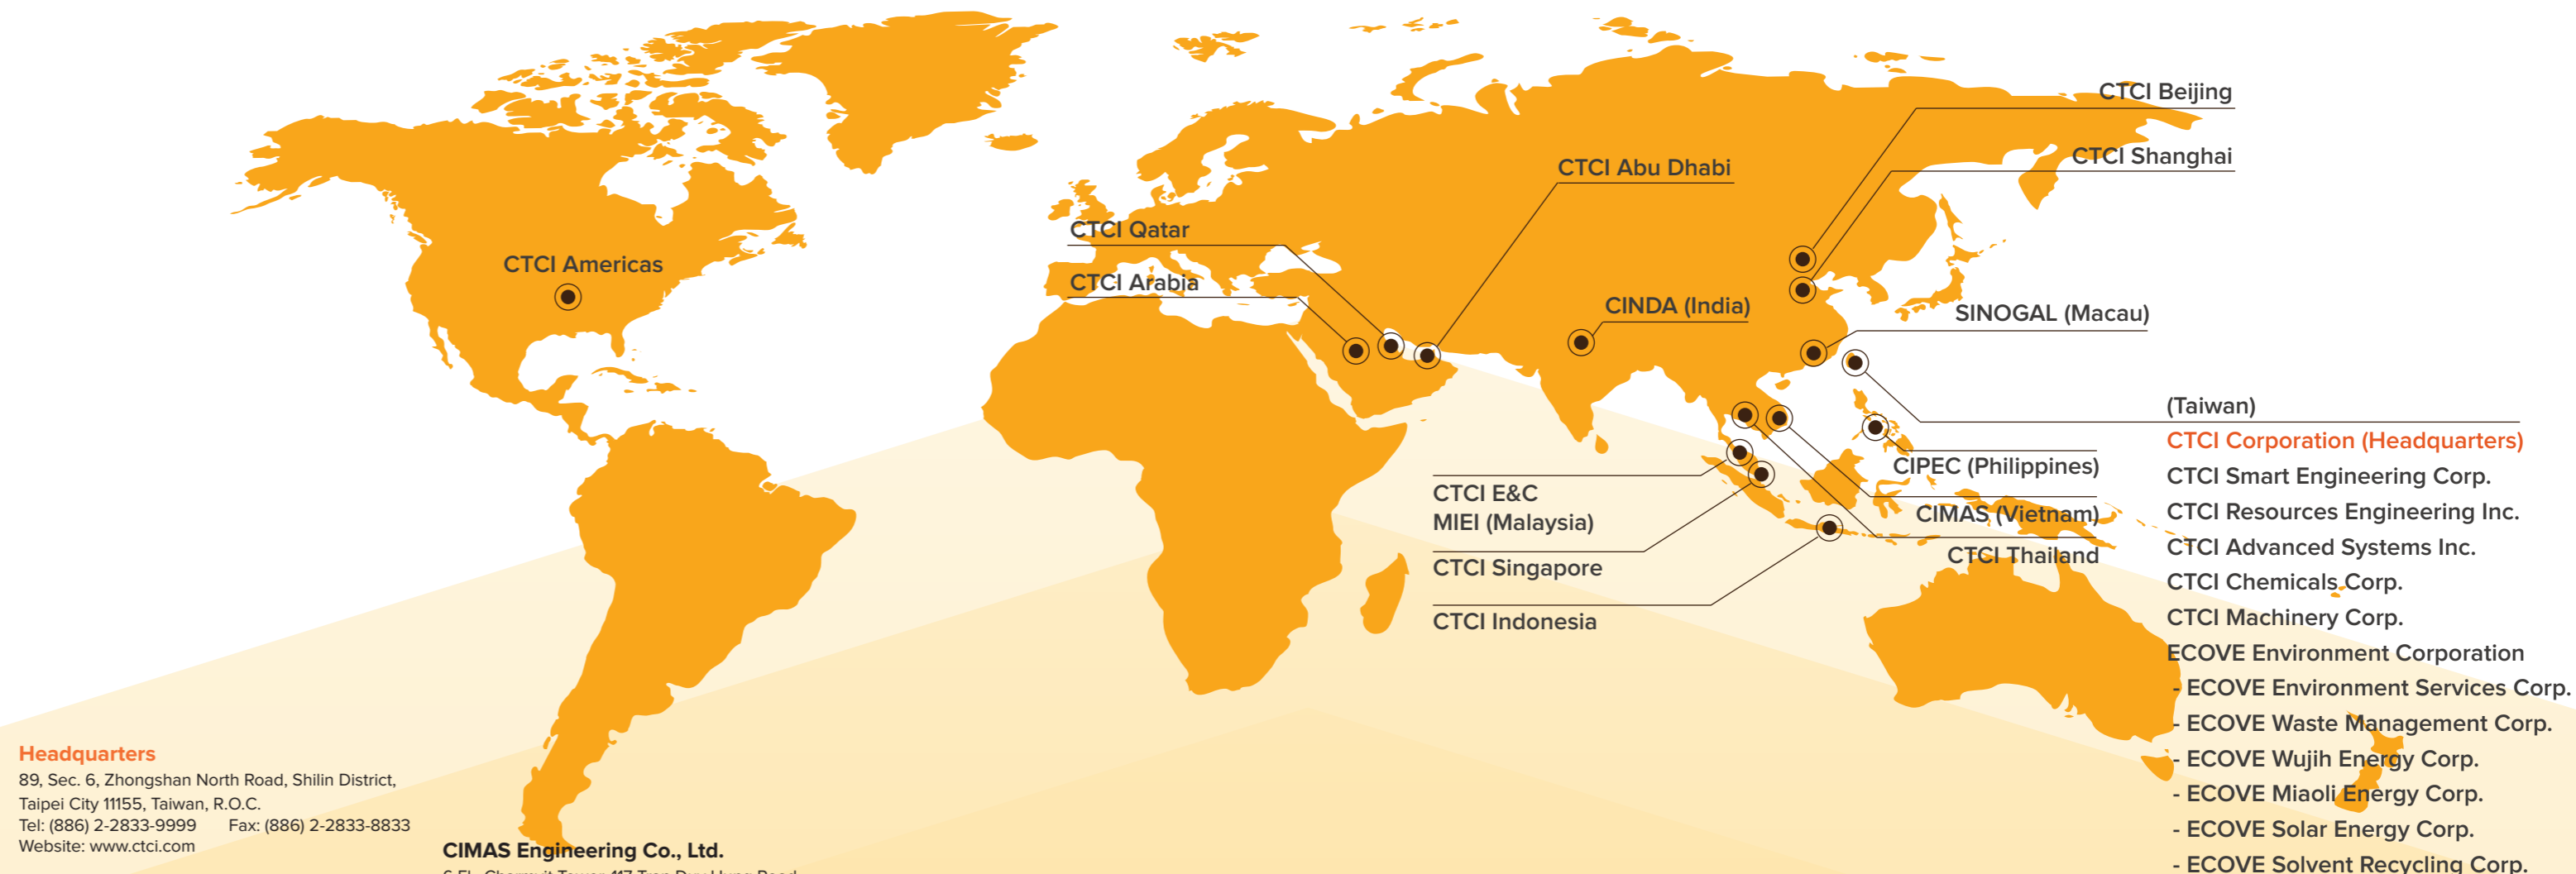 CTCI Beijing
CTCI Shanghai
CTCI Abu Dhabi
CTCI Qatar
CTCI Americas
CTCI Arabia
CINDA (India)
SINOGAL (Macau)
(Taiwan)
CTCI Corporation (Headquarters)
CTCI Smart Engineering Corp.
CTCI Resources Engineering Inc.
CTCI Advanced Systems Inc.
CTCI Chemicals Corp.
CTCI Machinery Corp.
ECOVE Environment Corporation
- ECOVE Environment Services Corp.
- ECOVE Waste Management Corp.
- ECOVE Wujih Energy Corp.
- ECOVE Miaoli Energy Corp.
- ECOVE Solar Energy Corp.
- ECOVE Solvent Recycling Corp.
CIPEC (Philippines)
CIMAS (Vietnam)
CTCI Thailand
CTCI E&C
MIEI (Malaysia)
CTCI Singapore
CTCI Indonesia
Headquarters
89, Sec. 6, Zhongshan North Road, Shilin District,
Taipei City 11155, Taiwan, R.O.C.
Tel: (886) 2-2833-9999 Fax: (886) 2-2833-8833
Website: www.ctci.com
CIMAS Engineering Co., Ltd.